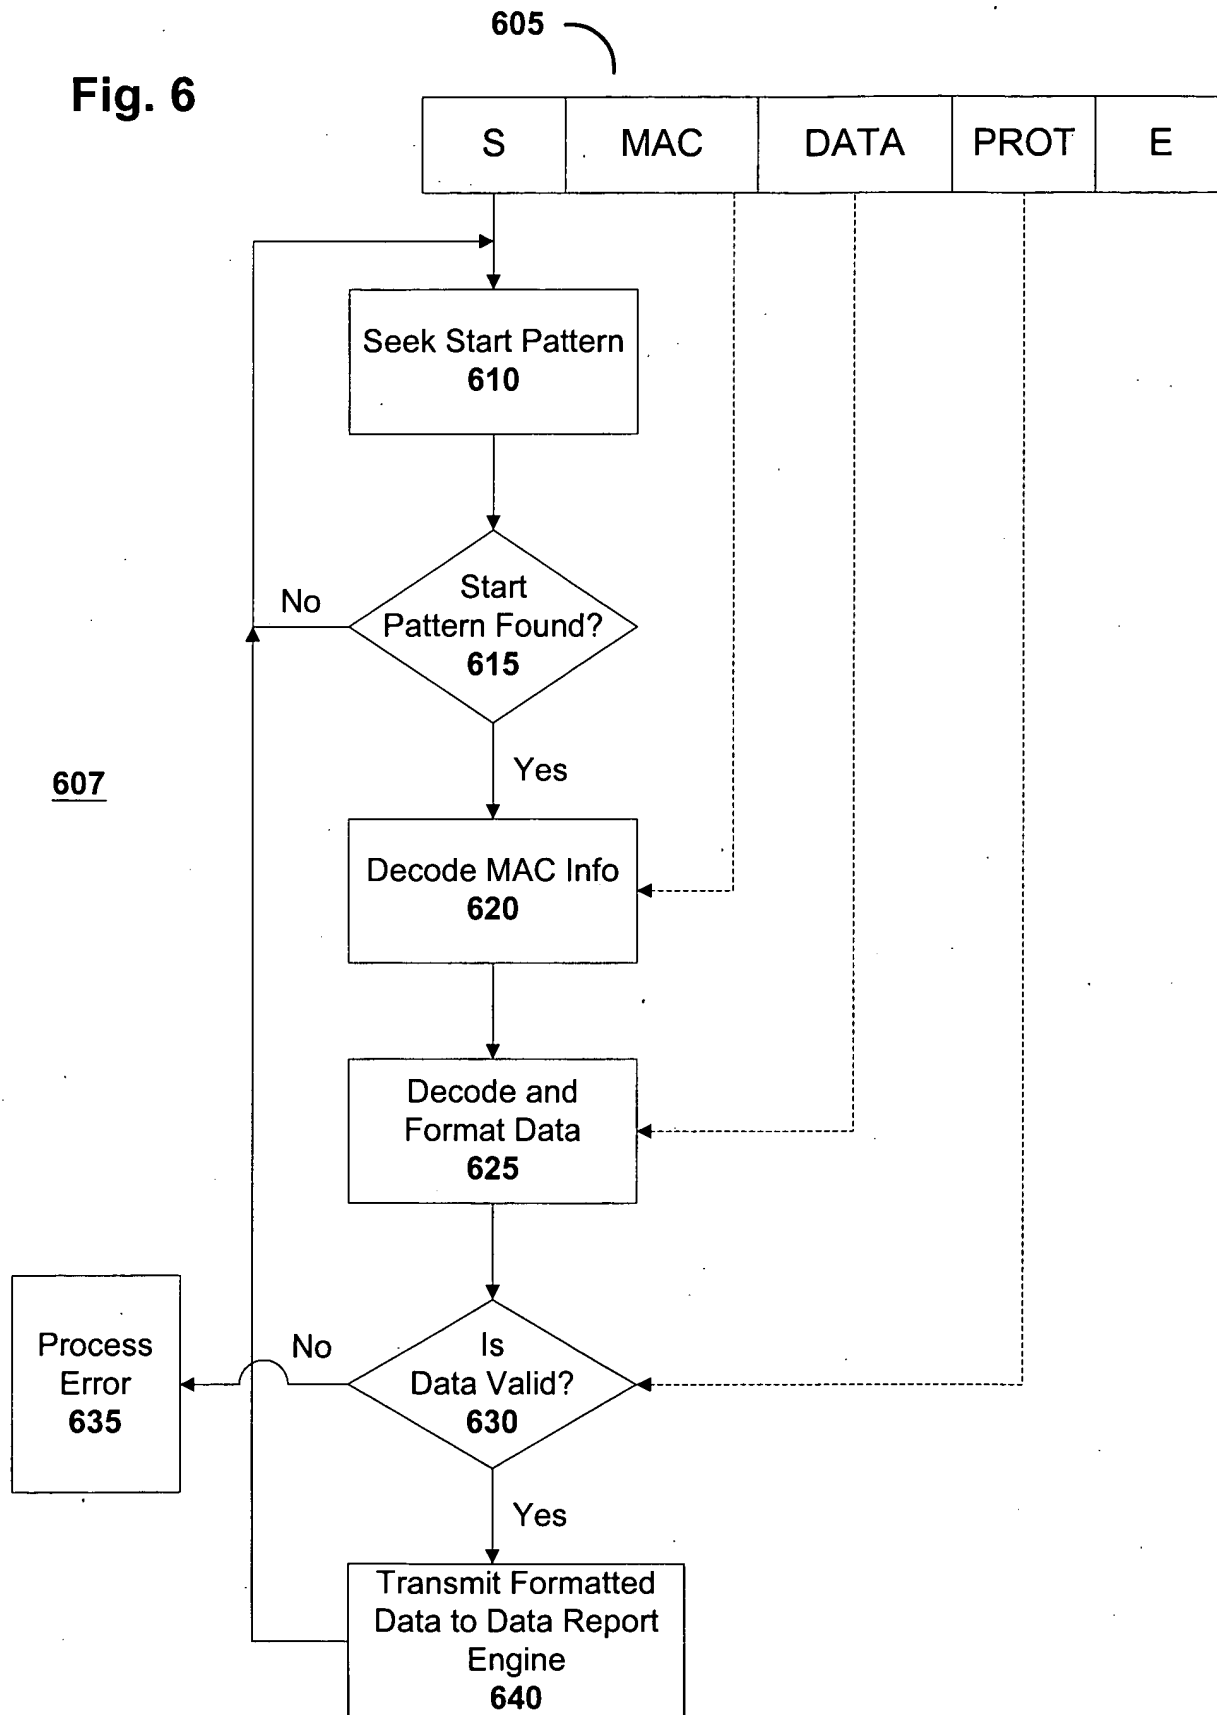 605
Fig. 6
S MAC DATA PROT E
Seek Start Pattern
610
Start
Pattern Found?
615
No
Yes
607
Decode MAC Info
620
Decode and
Format Data
625
Is
Data Valid?
630
No
Process
Error
635
Yes
Transmit Formatted
Data to Data Report
Engine
640